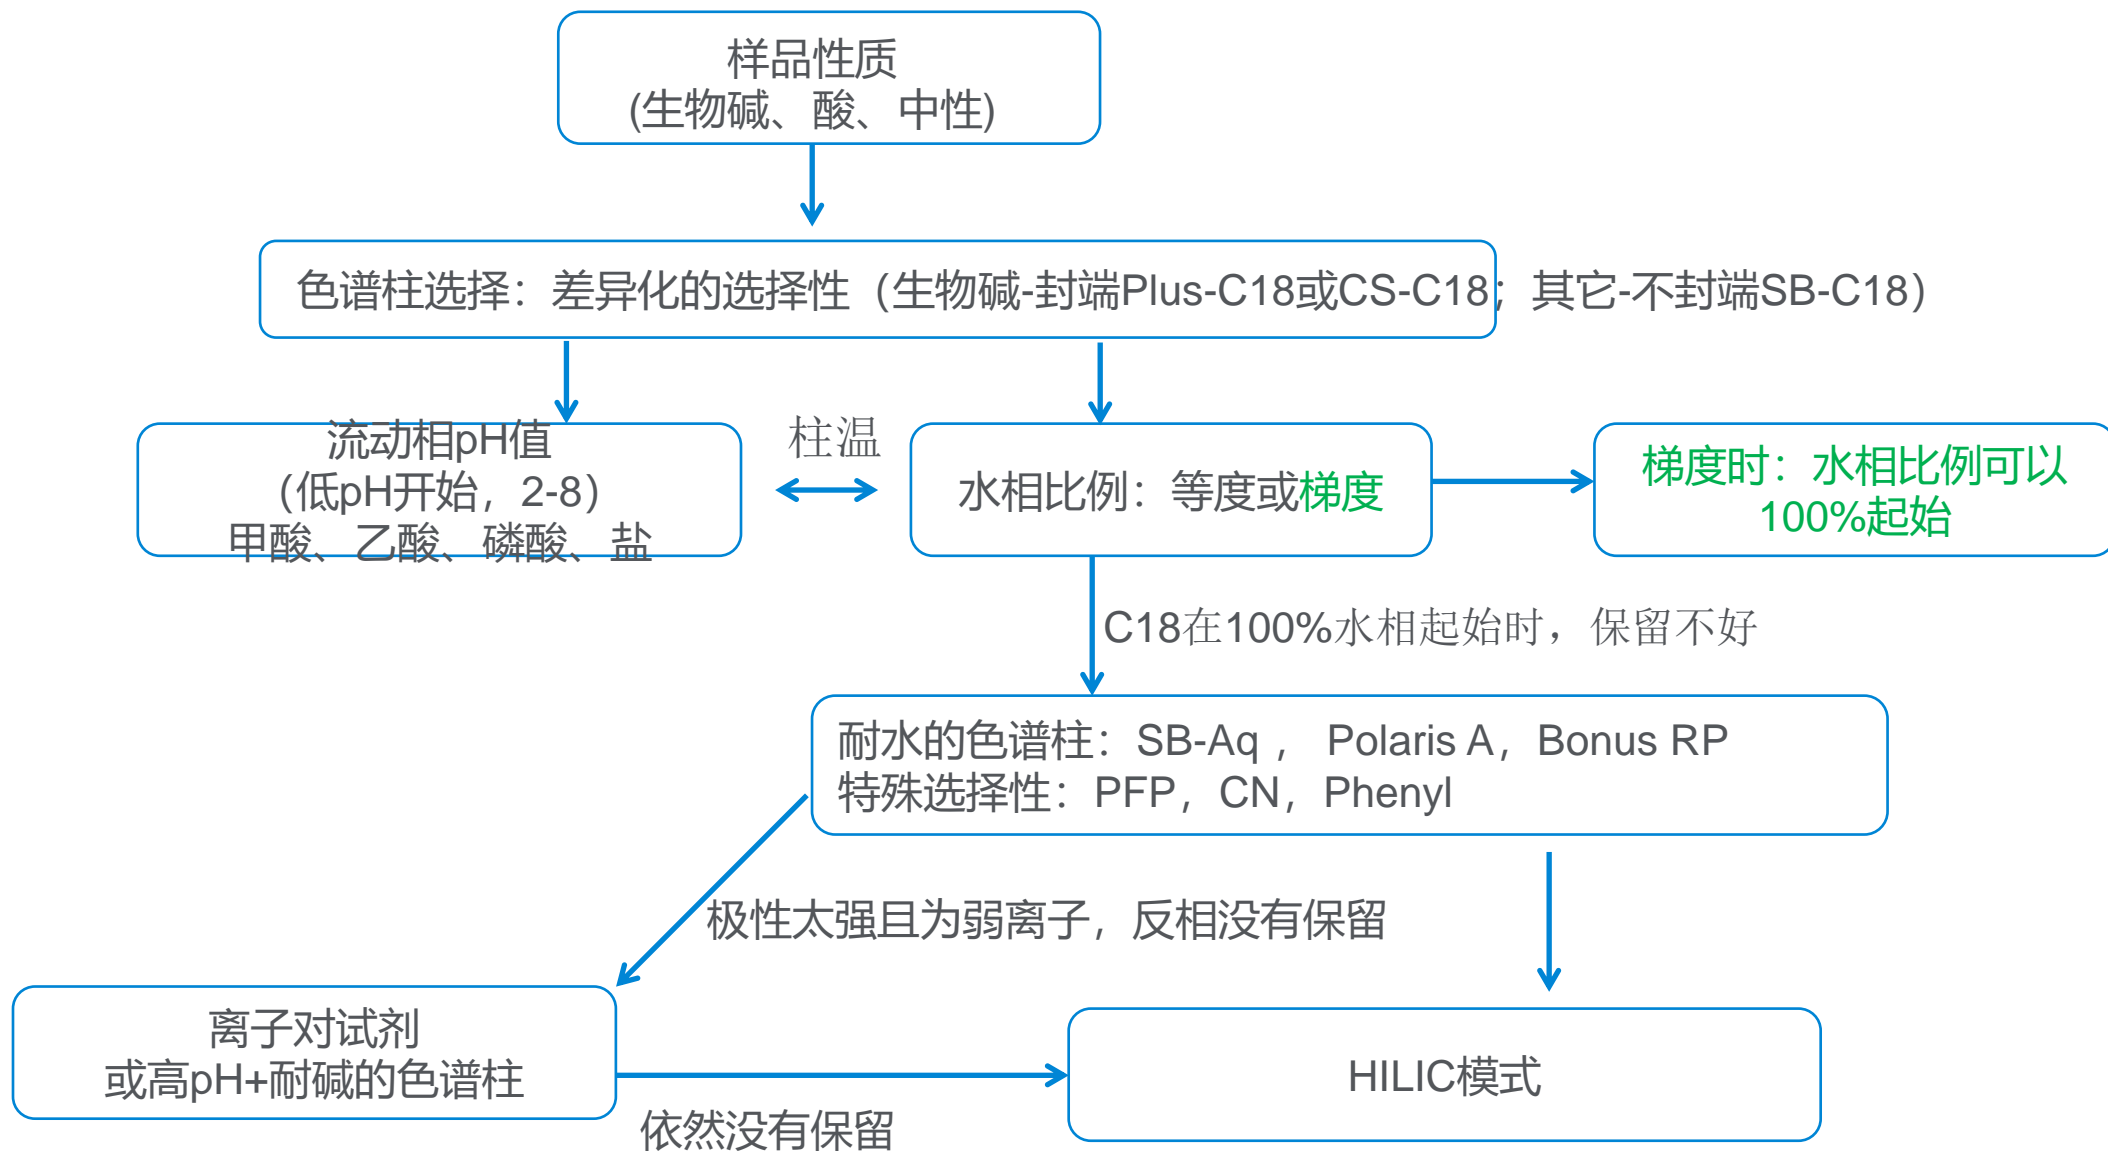 样品性质
(生物碱、酸、中性)
色谱柱选择：差异化的选择性（生物碱-封端Plus-C18或CS-C18；其它-不封端SB-C18）
流动相pH值
（低pH开始，2-8）
甲酸、乙酸、磷酸、盐
柱温
水相比例：等度或梯度
梯度时：水相比例可以
100%起始
C18在100%水相起始时，保留不好
耐水的色谱柱：SB-Aq ， Polaris A，Bonus RP
特殊选择性：PFP，CN，Phenyl
极性太强且为弱离子，反相没有保留
离子对试剂
或高pH+耐碱的色谱柱
依然没有保留
HILIC模式